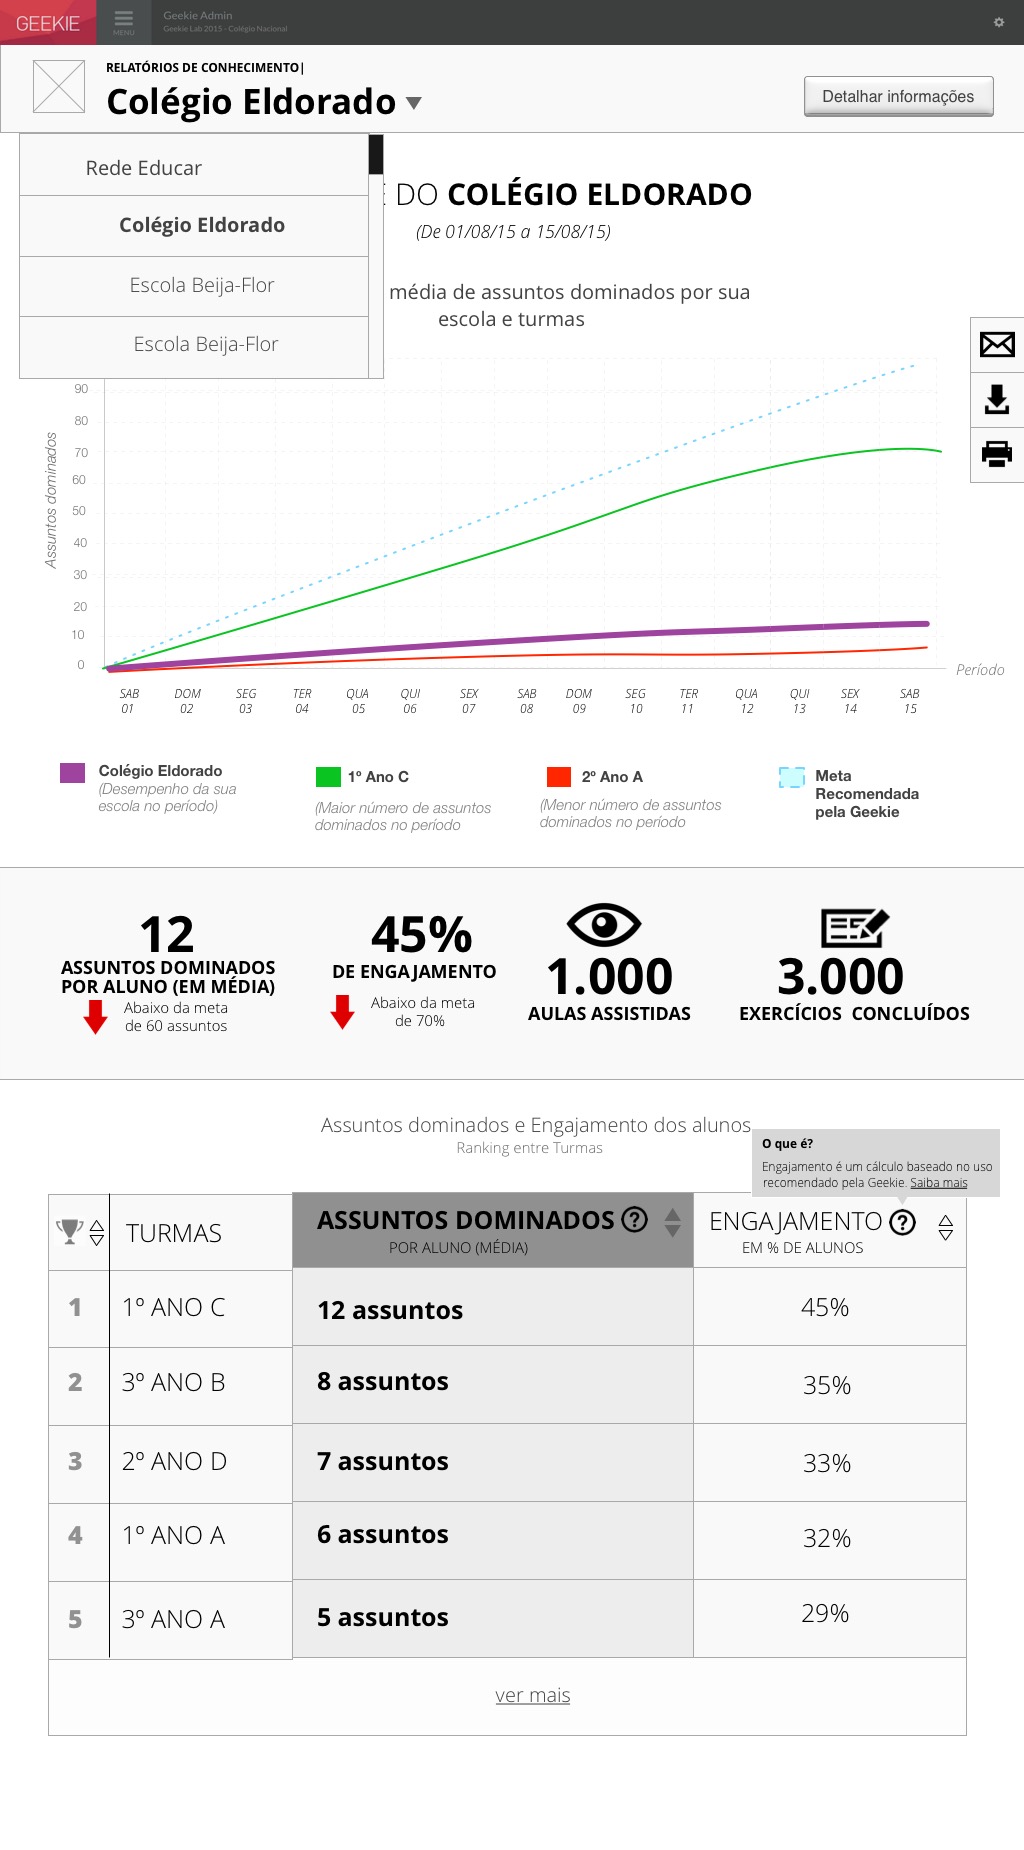 GEEKIE
MENU
Geekie Admin
Geekie Lab 2015 - Colégio Nacional
RELATÓRIOS DE CONHECIMENTO|
Colégio Eldorado
Detalhar informações
Rede Educar
Colégio Eldorado
Escola Beija-Flor
Escola Beija-Flor
DO COLÉGIO ELDORADO
(De 01/08/15 a 15/08/15)
média de assuntos dominados por sua
escola e turmas
Assuntos dominados
90
80
70
60
50
40
30
20
10
0
Período
SAB DOM SEG TER QUA QUI SEX SAB DOM SEG TER QUA QUI SEX SAB
01 02 03 04 05 06 07 08 09 10 11 12 13 14 15
Colégio Eldorado
(Desempenho da sua
escola no período)
1º Ano C
(Maior número de assuntos
dominados no período
2º Ano A
(Menor número de assuntos
dominados no período
Meta
Recomendada
pela Geekie
12
ASSUNTOS DOMINADOS
POR ALUNO (EM MÉDIA)
Abaixo da meta
de 60 assuntos
45%
DE ENGAJAMENTO
Abaixo da meta
de 70%
1.000
AULAS ASSISTIDAS
3.000
EXERCÍCIOS CONCLUÍDOS
Assuntos dominados e Engajamento dos alunos
Ranking entre Turmas
O que é?
Engajamento é um cálculo baseado no uso
recomendado pela Geekie. Saiba mais
TURMAS
ASSUNTOS DOMINADOS ?
POR ALUNO (MÉDIA)
ENGAJAMENTO ?
EM % DE ALUNOS
1 1º ANO C 12 assuntos 45%
2 3º ANO B 8 assuntos 35%
3 2º ANO D 7 assuntos 33%
4 1º ANO A 6 assuntos 32%
5 3º ANO A 5 assuntos 29%
ver mais